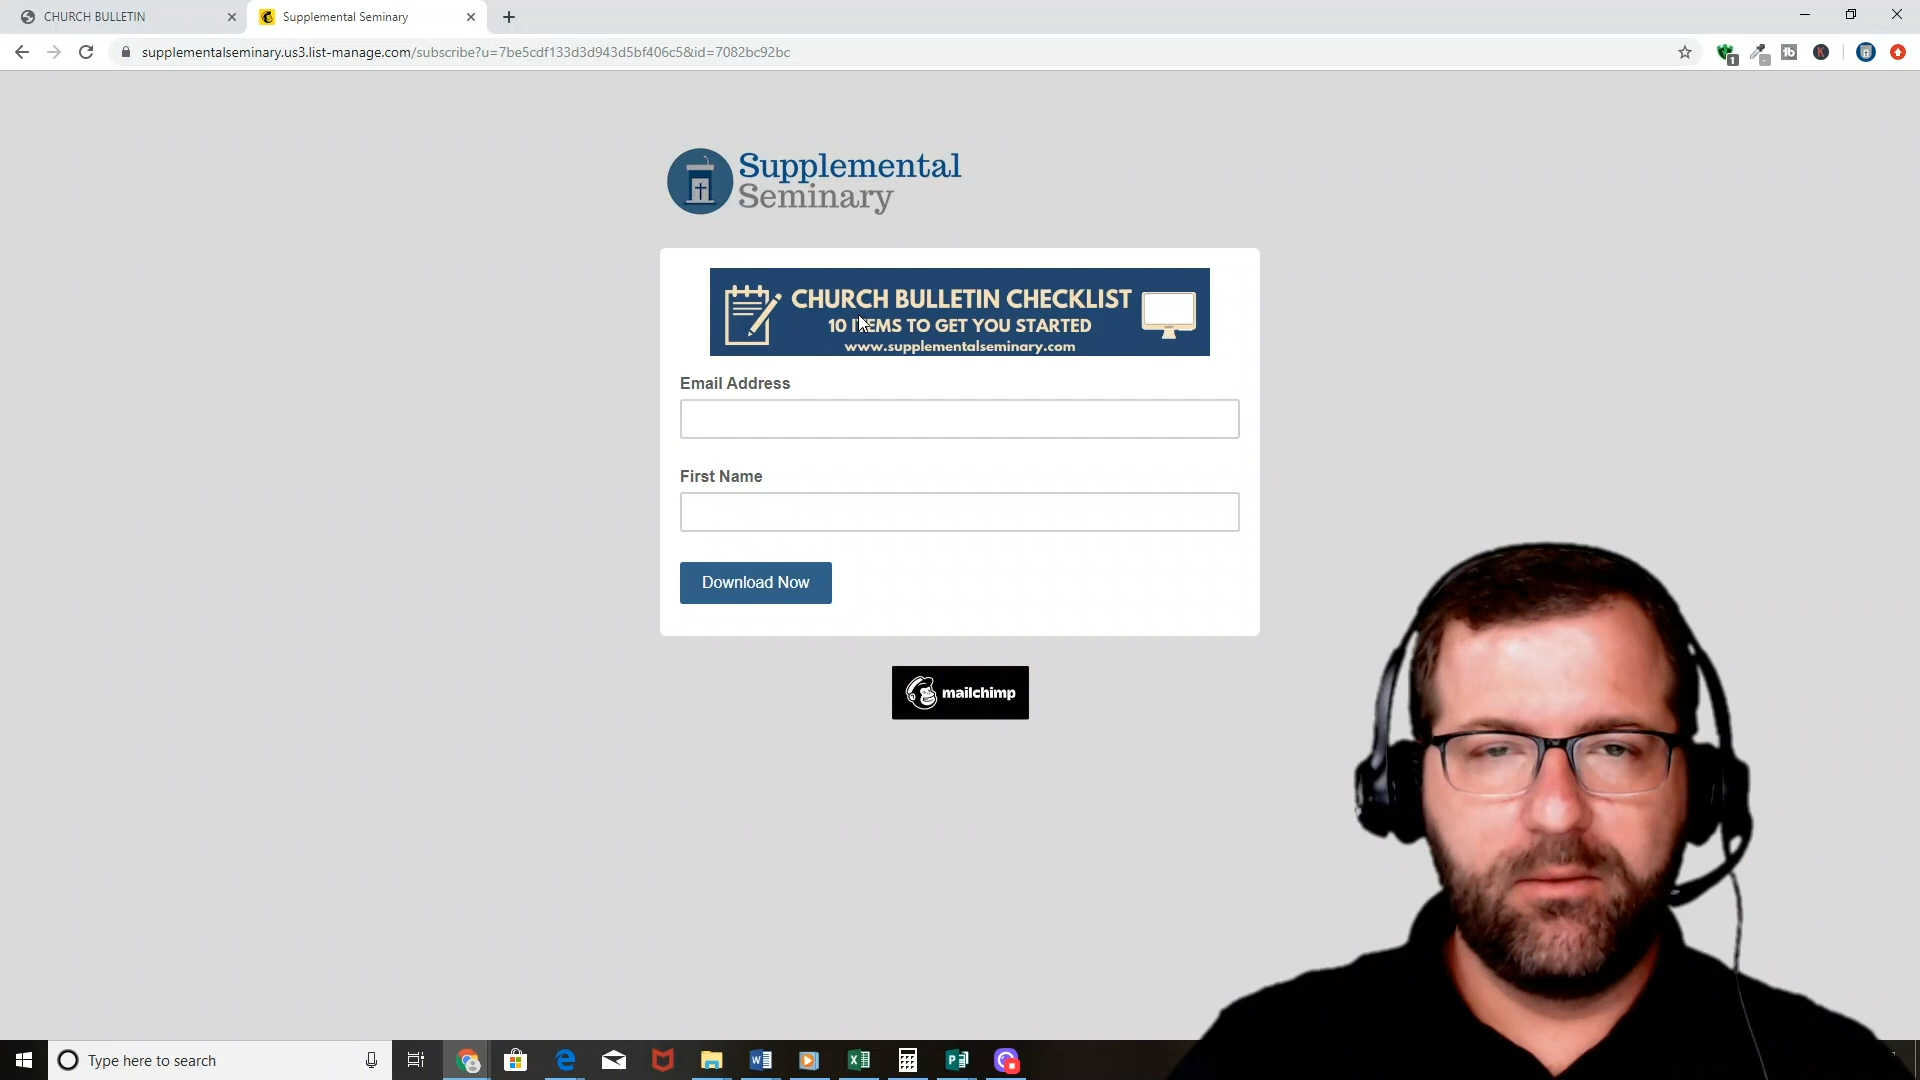 CHURCH BULLETIN
Supplemental Seminary
supplementalseminary.us3.list-manage.com/subscribe?u=7be5cdf133d3d943d5bf406c5&id=7082bc92bc
1
tb
K
Supplemental
Seminary
CHURCH BULLETIN CHECKLIST
10 ITEMS TO GET YOU STARTED
www.supplementalseminary.com
Email Address
First Name
Download Now
mailchimp
Type here to search